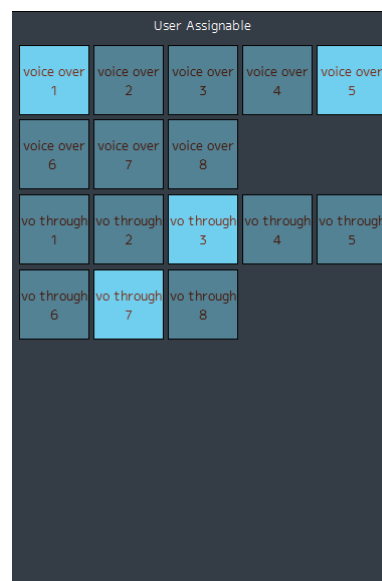 User Assignable
voice over voice over voice over voice over voice over
1 2 3 4 5
voice over voice over voice over
6 7 8
vo through vo through vo through vo through vo through
1 2 3 4 5
vo through vo through vo through
6 7 8